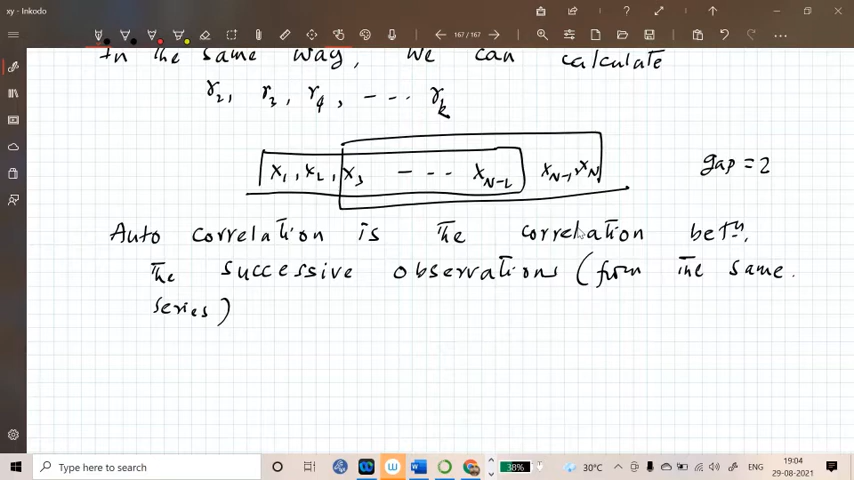 xy - Inkodo
167 / 167
In the same way, we can calculate
r2, r3, r4, - - . . . rk
x1, x2, x3 - - . . . xN-2 xN-1, xN gap = 2
Auto correlation is the correlation betn.
the successive observations (from the same
series)
Type here to search
38%
30°C
ENG
19:04
29-08-2021